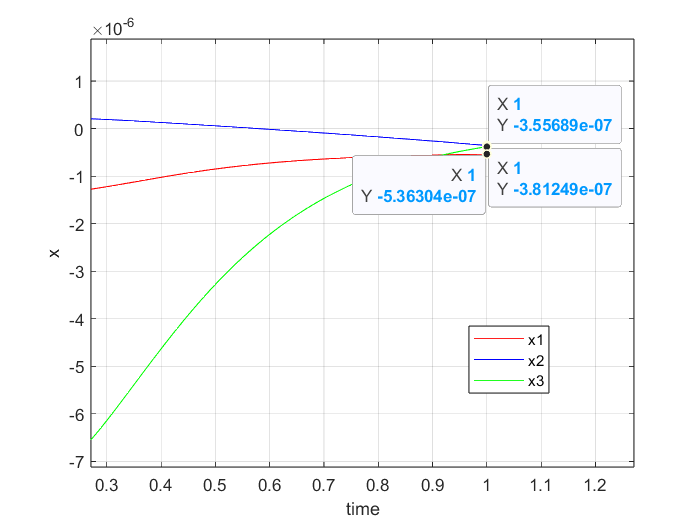 ×10-6
1
0
-1
-2
-3
-4
-5
-6
-7
x
X 1
Y -3.55689e-07
X 1
Y -5.36304e-07
X 1
Y -3.81249e-07
x1
x2
x3
0.3 0.4 0.5 0.6 0.7 0.8 0.9 1 1.1 1.2
time